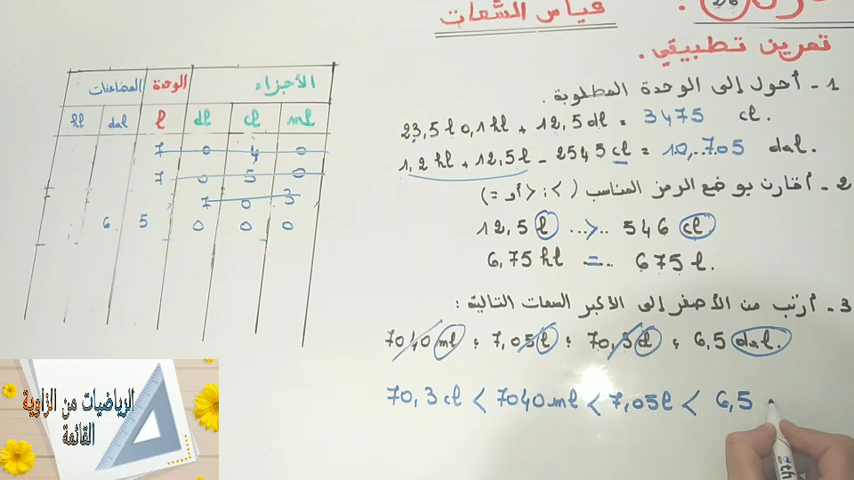 قياس السعات
تمرين تطبيقي.
1 - أحول إلى الوحدة المطلوبة.
23,5 l 0,1 hl + 12,5 dl = 3475 cl.
1,2 hl + 12,5 l - 2545 cl = 10,705 dal.
2 - أقارن بوضع الرمز المناسب (< ; > أو =)
12,5 l ...>.. 546 cl
6,75 hl ..=.. 675 l.
3 - أرتب من الأصغر إلى الأكبر السعات التالية:
7040 ml ; 7,05 l ; 70,3 cl ; 6,5 dal.
70,3 cl < 7040 ml < 7,05 l < 6,5
المضاعفات الوحدة الأجزاء
hl dal l dl cl ml
7 0 4 0
7 0 5 0
7 0 3
6 5 0 0 0
الرياضيات من الزاوية
القائمة